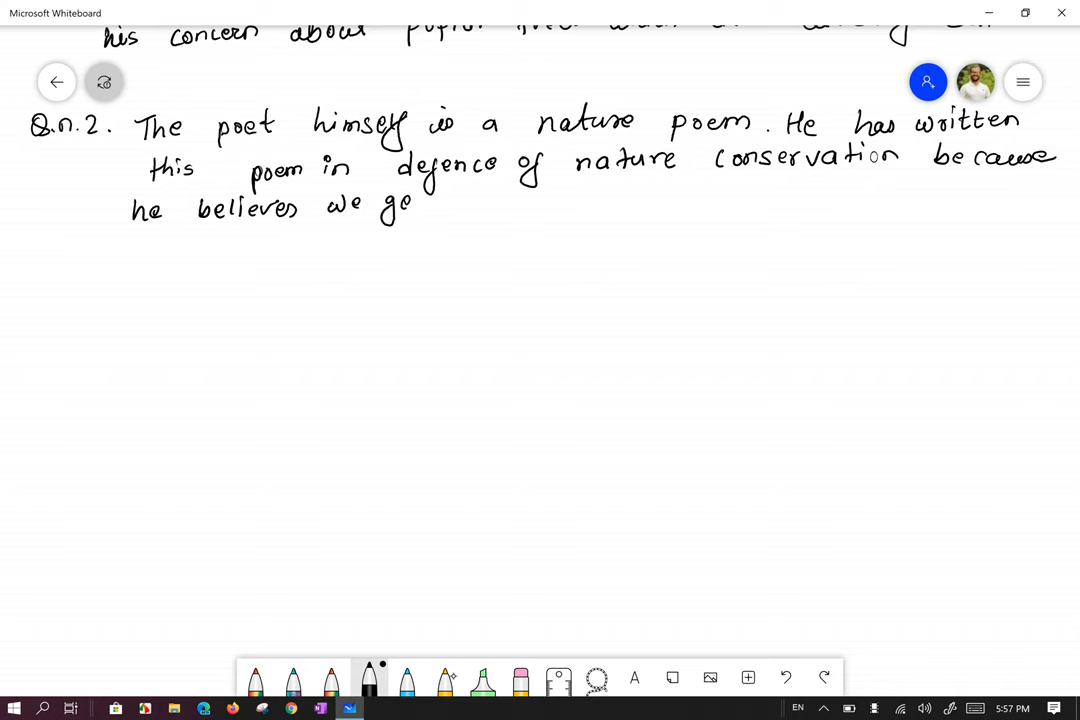 Microsoft Whiteboard
his concern about
Q.n.2. The poet himself is a nature poem. He has written
this poem in defence of nature conservation because
he believes we ge
A
EN
5:57 PM